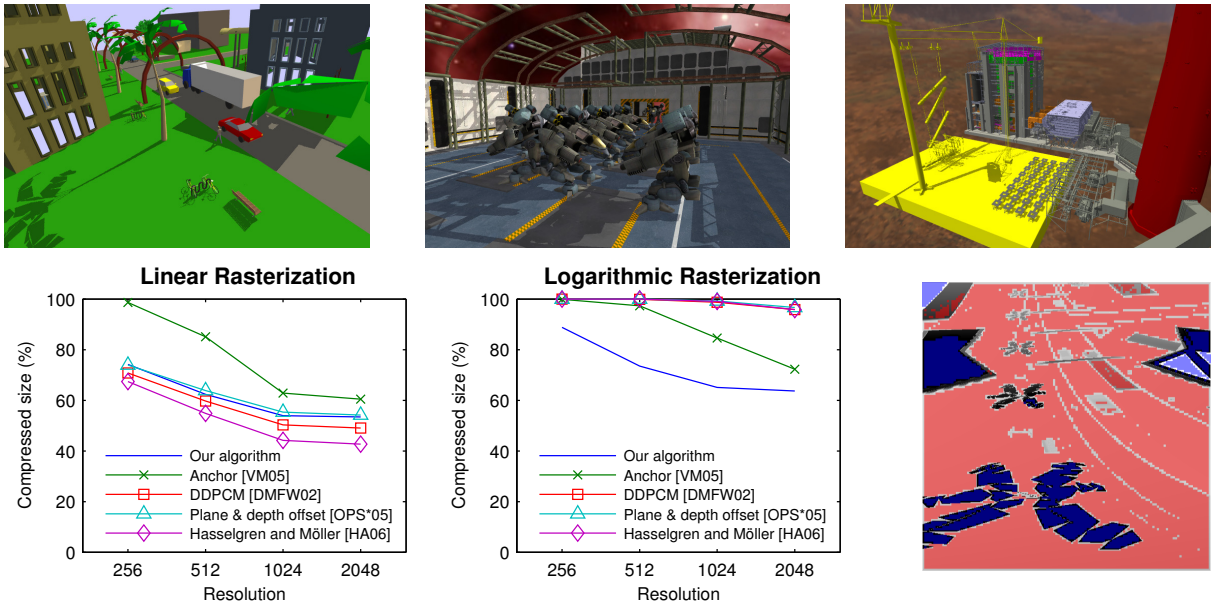 Linear Rasterization
100
80
60
40
20
0
Compressed size (%)
Our algorithm
Anchor [VM05]
DDPCM [DMFW02]
Plane & depth offset [OPS*05]
Hasselgren and Möller [HA06]
256 512 1024 2048
Resolution
Logarithmic Rasterization
100
80
60
40
20
0
Compressed size (%)
Our algorithm
Anchor [VM05]
DDPCM [DMFW02]
Plane & depth offset [OPS*05]
Hasselgren and Möller [HA06]
256 512 1024 2048
Resolution